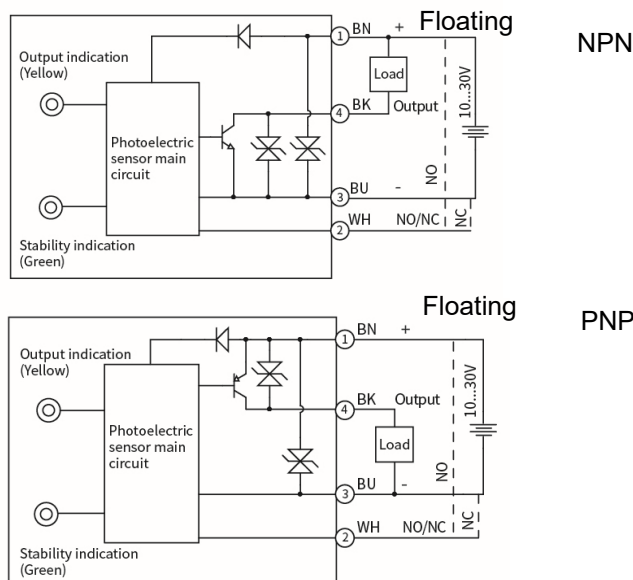 Floating
NPN
Output indication
(Yellow)
Photoelectric
sensor main
circuit
Stability indication
(Green)
1 BN +
Load
4 BK Output
3 BU -
2 WH NO/NC
NO
NC
10...30V
Floating
PNP
Output indication
(Yellow)
Photoelectric
sensor main
circuit
Stability indication
(Green)
1 BN +
4 BK Output
Load
3 BU -
2 WH NO/NC
NO
NC
10...30V